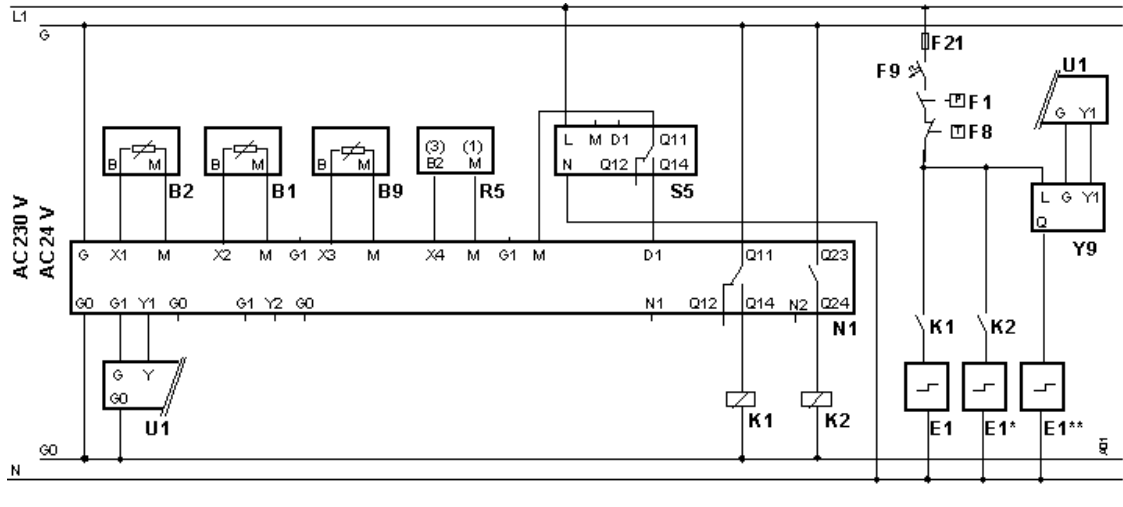 L1
G
F21
F9
U1
P F1
G Y1
T F8
(3) (1)
L M D1 Q11
B M B2
B M B1
B M B9
B2 M R5
N Q12 Q14
S5
L G Y1
Q
Y9
AC 230 V
AC 24 V
G X1 M X2 M G1 X3 M X4 M G1 M D1 Q11 Q23
G0 G1 Y1 G0 G1 Y2 G0 N1 Q12 Q14 N2 Q24
N1
K1 K2
G Y
G0
U1
K1 K2
E1 E1* E1**
G0
N